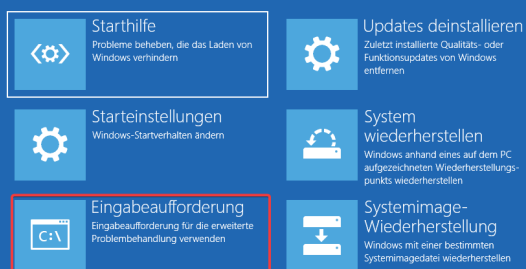 Starthilfe
Probleme beheben, die das Laden von
Windows verhindern
Updates deinstallieren
Zuletzt installierte Qualitäts- oder
Funktionsupdates von Windows
entfernen
Starteinstellungen
Windows-Startverhalten ändern
System
wiederherstellen
Windows anhand eines auf dem PC
aufgezeichneten Wiederherstellungs-
punkts wiederherstellen
C:\
Eingabeaufforderung
Eingabeaufforderung für die erweiterte
Problembehandlung verwenden
Systemimage-
Wiederherstellung
Windows mit einer bestimmten
Systemimagedatei wiederherstellen